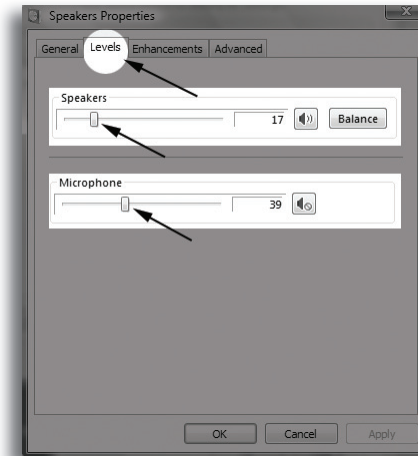 Speakers Properties
General Levels Enhancements Advanced
Speakers
17 Balance
Microphone
39
OK Cancel Apply